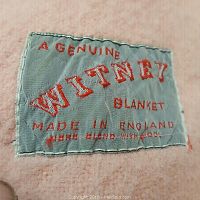 A GENUINE
WITNEY
BLANKET
MADE IN ENGLAND